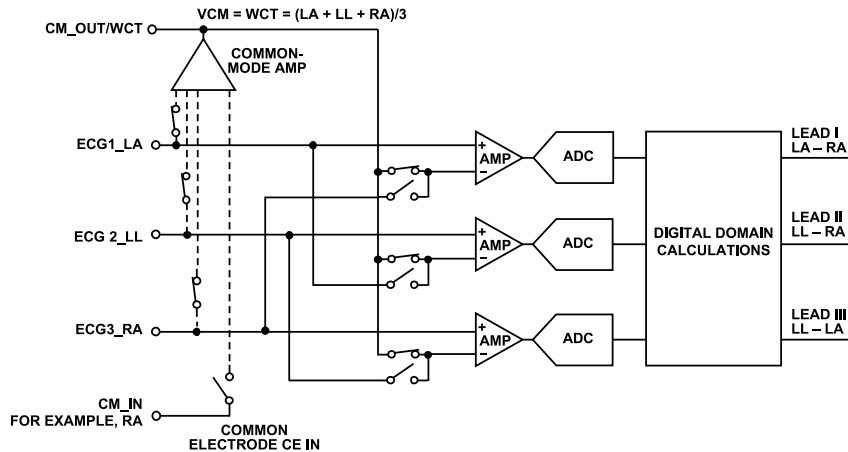 VCM = WCT = (LA + LL + RA)/3
CM_OUT/WCT
COMMON-
MODE AMP
ECG1_LA
+
AMP
–
ADC
LEAD I
LA – RA
ECG 2_LL
+
AMP
–
ADC
DIGITAL DOMAIN
CALCULATIONS
LEAD II
LL – RA
ECG3_RA
+
AMP
–
ADC
LEAD III
LL – LA
CM_IN
FOR EXAMPLE, RA
COMMON
ELECTRODE CE IN